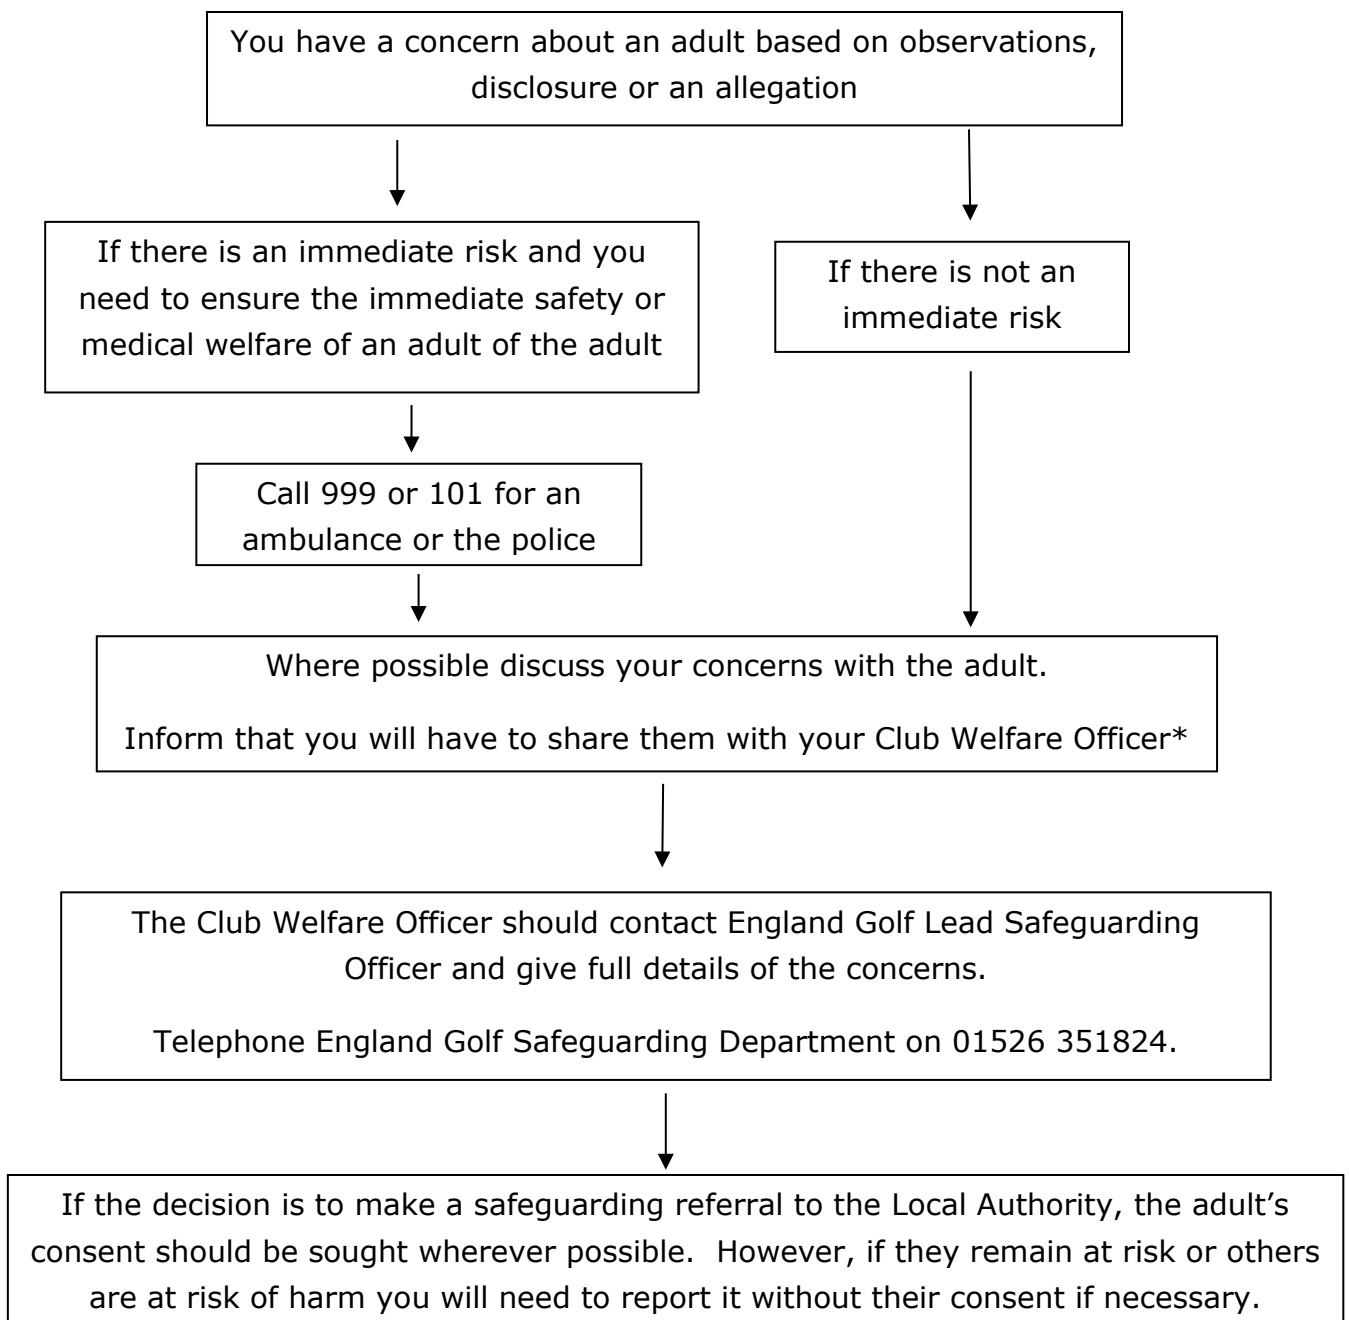 You have a concern about an adult based on observations,
disclosure or an allegation
If there is an immediate risk and you
need to ensure the immediate safety or
medical welfare of an adult of the adult
If there is not an
immediate risk
Call 999 or 101 for an
ambulance or the police
Where possible discuss your concerns with the adult.
Inform that you will have to share them with your Club Welfare Officer*
The Club Welfare Officer should contact England Golf Lead Safeguarding
Officer and give full details of the concerns.
Telephone England Golf Safeguarding Department on 01526 351824.
If the decision is to make a safeguarding referral to the Local Authority, the adult’s
consent should be sought wherever possible.  However, if they remain at risk or others
are at risk of harm you will need to report it without their consent if necessary.